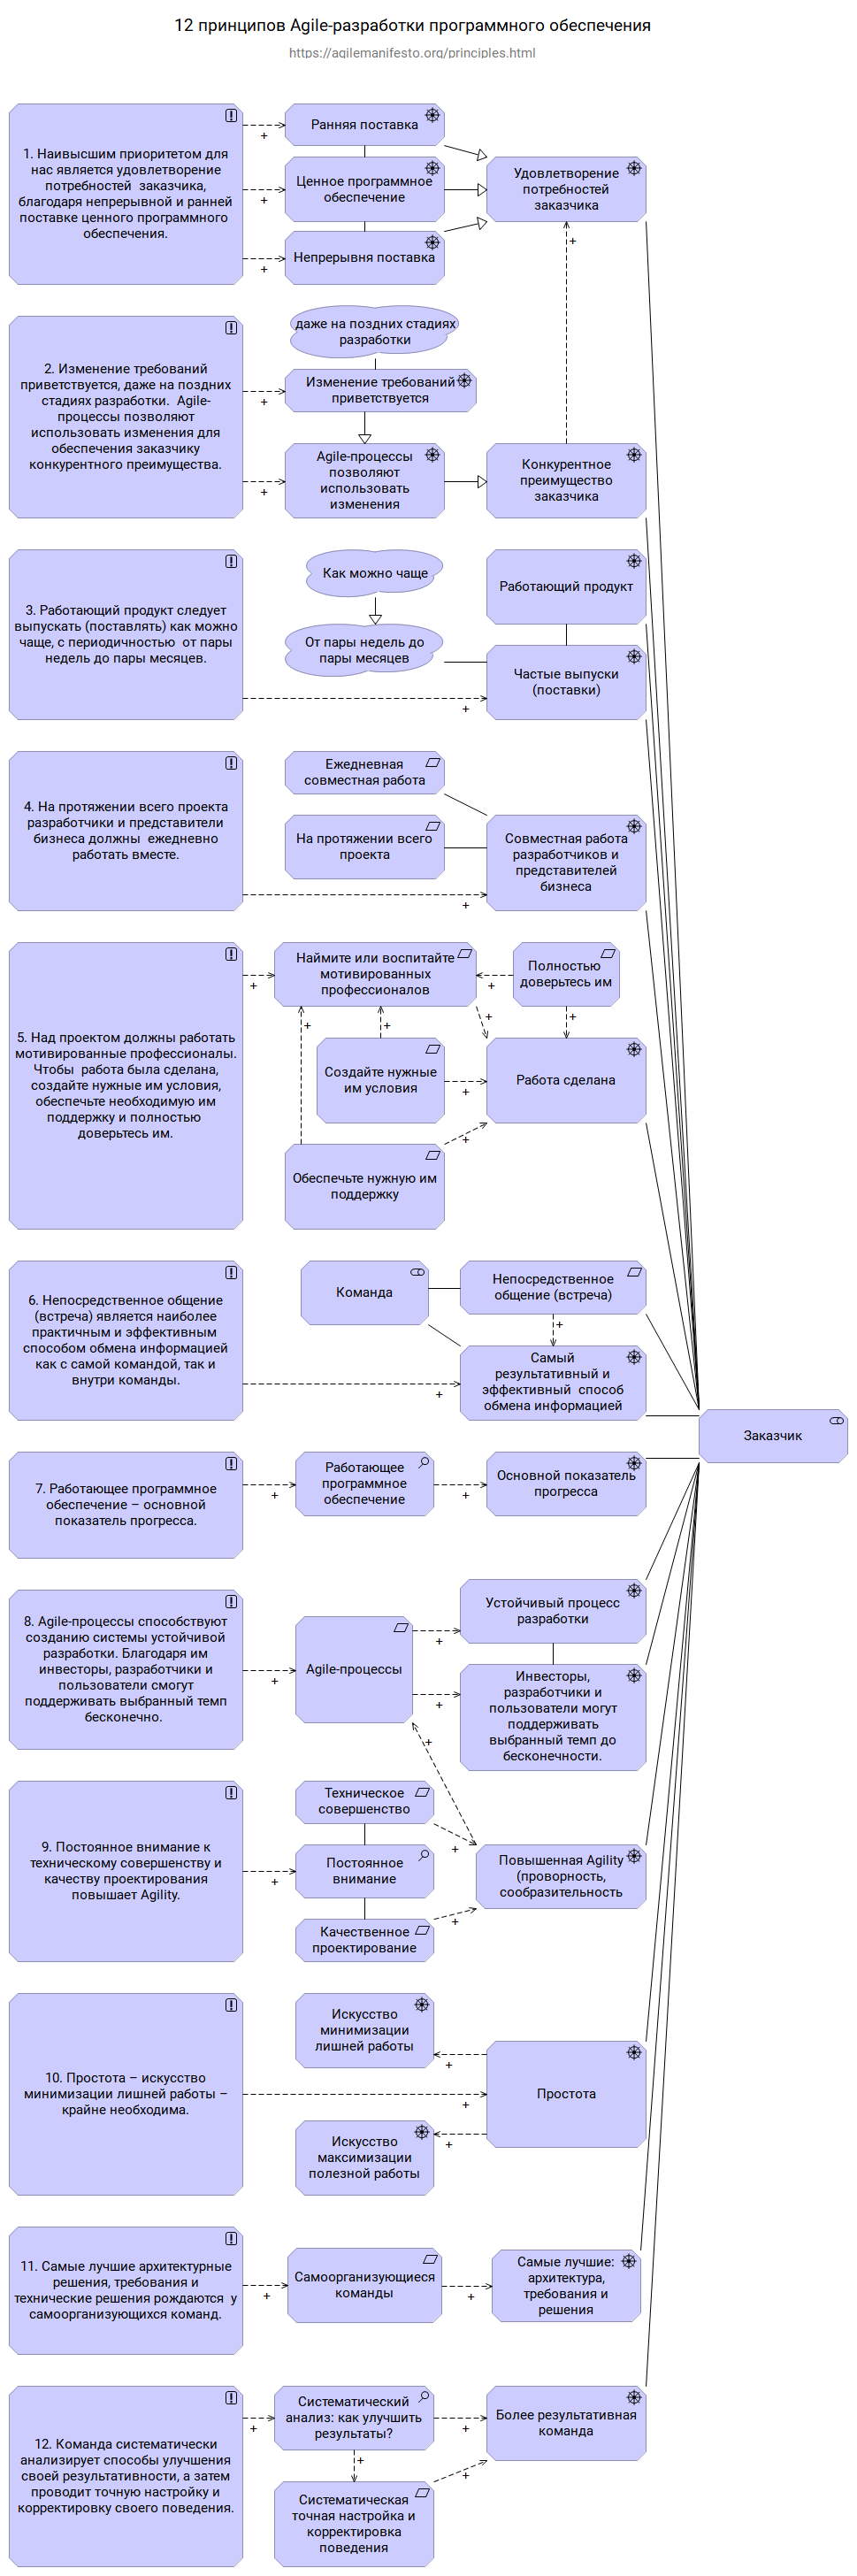 12 принципов Agile-разработки программного обеспечения
https://agilemanifesto.org/principles.html
1. Наивысшим приоритетом для
нас является удовлетворение
потребностей заказчика,
благодаря непрерывной и ранней
поставке ценного программного
обеспечения.
+
+
+
Ранняя поставка
Ценное программное
обеспечение
Непрерывня поставка
Удовлетворение
потребностей
заказчика
+
2. Изменение требований
приветствуется, даже на поздних
стадиях разработки. Agile-
процессы позволяют
использовать изменения для
обеспечения заказчику
конкурентного преимущества.
+
+
даже на поздних стадиях
разработки
Изменение требований
приветствуется
Agile-процессы
позволяют
использовать
изменения
Конкурентное
преимущество
заказчика
3. Работающий продукт следует
выпускать (поставлять) как можно
чаще, с периодичностью от пары
недель до пары месяцев.
Как можно чаще
От пары недель до
пары месяцев
+
Работающий продукт
Частые выпуски
(поставки)
4. На протяжении всего проекта
разработчики и представители
бизнеса должны ежедневно
работать вместе.
Ежедневная
совместная работа
На протяжении всего
проекта
+
Совместная работа
разработчиков и
представителей
бизнеса
5. Над проектом должны работать
мотивированные профессионалы.
Чтобы работа была сделана,
создайте нужные им условия,
обеспечьте необходимую им
поддержку и полностью
доверьтесь им.
+
Наймите или воспитайте
мотивированных
профессионалов
+
Полностью
доверьтесь им
+
+
+
+
Создайте нужные
им условия
+
Работа сделана
+
Обеспечьте нужную им
поддержку
6. Непосредственное общение
(встреча) является наиболее
практичным и эффективным
способом обмена информацией
как с самой командой, так и
внутри команды.
Команда
Непосредственное
общение (встреча)
+
+
Самый
результативный и
эффективный способ
обмена информацией
Заказчик
7. Работающее программное
обеспечение – основной
показатель прогресса.
+
Работающее
программное
обеспечение
+
Основной показатель
прогресса
8. Agile-процессы способствуют
созданию системы устойчивой
разработки. Благодаря им
инвесторы, разработчики и
пользователи смогут
поддерживать выбранный темп
бесконечно.
+
Agile-процессы
+
+
Устойчивый процесс
разработки
Инвесторы,
разработчики и
пользователи могут
поддерживать
выбранный темп до
бесконечности.
+
9. Постоянное внимание к
техническому совершенству и
качеству проектирования
повышает Agility.
+
Техническое
совершенство
Постоянное
внимание
Качественное
проектирование
+
+
Повышенная Agility
(проворность,
сообразительность
10. Простота – искусство
минимизации лишней работы –
крайне необходима.
Искусство
минимизации
лишней работы
+
+
+
Простота
Искусство
максимизации
полезной работы
11. Самые лучшие архитектурные
решения, требования и
технические решения рождаются у
самоорганизующихся команд.
+
Самоорганизующиеся
команды
+
Самые лучшие:
архитектура,
требования и
решения
12. Команда систематически
анализирует способы улучшения
своей результативности, а затем
проводит точную настройку и
корректировку своего поведения.
+
Систематический
анализ: как улучшить
результаты?
+
+
+
Более результативная
команда
Систематическая
точная настройка и
корректировка
поведения